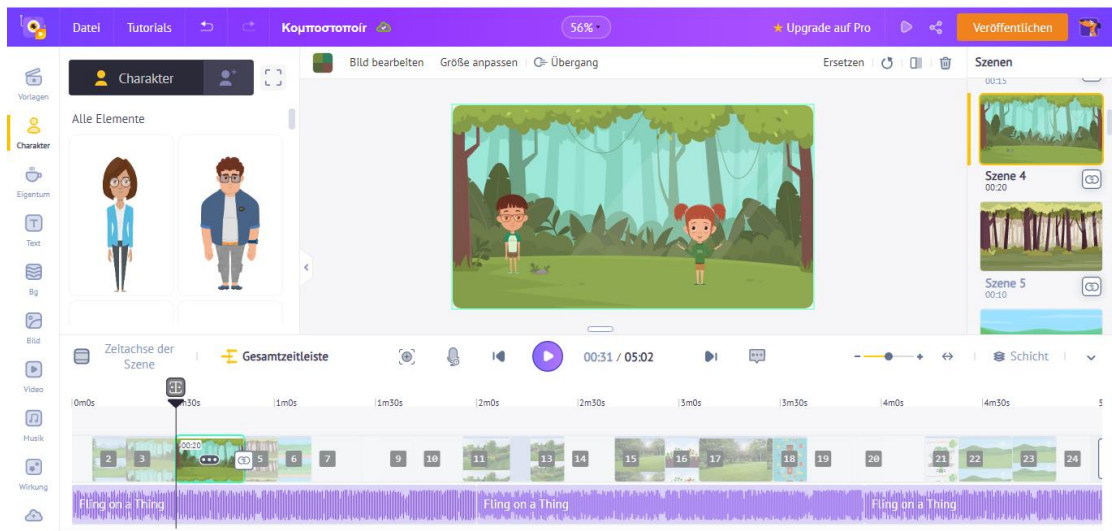 Datei Tutorials Κομποστοποίr 56% Upgrade auf Pro Veröffentlichen
Charakter
Bild bearbeiten Größe anpassen Übergang Ersetzen Szenen
00:15
Vorlagen
Alle Elemente
Charakter
Eigentum
Text
Bg
Bild
Video
Musik
Wirkung
Szene 4
00:20
Szene 5
00:10
Zeitachse der
Szene
Gesamtzeitleiste
00:31 / 05:02
Schicht
0m0s 1m0s 1m30s 2m0s 2m30s 3m0s 3m30s 4m0s 4m30s 5
00:20
2 3 5 6 7 9 10 11 13 14 15 16 17 18 19 20 21 22 23 24
Fling on a Thing Fling on a Thing Fling on a Thing